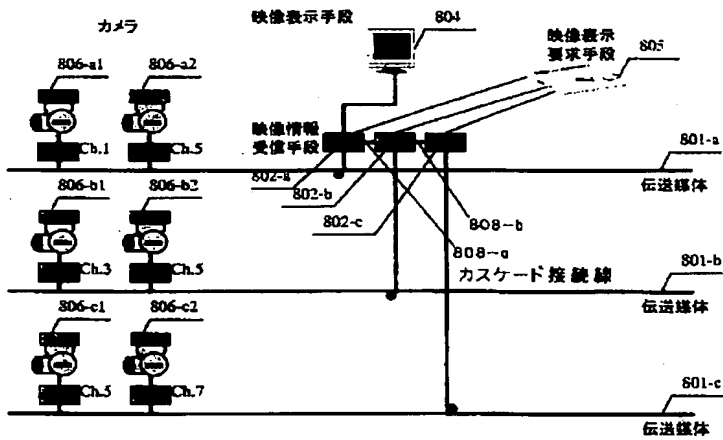 カメラ
映像表示手段
804
映像表示
要求手段
805
806-a1
806-a2
Ch.1
Ch.5
映像情報
受信手段
801-a
伝送媒体
802-a
802-b
802-c
808-b
808-a
カスケード接続線
806-b1
806-b2
Ch.3
Ch.5
801-b
伝送媒体
806-c1
806-c2
Ch.5
Ch.7
801-c
伝送媒体